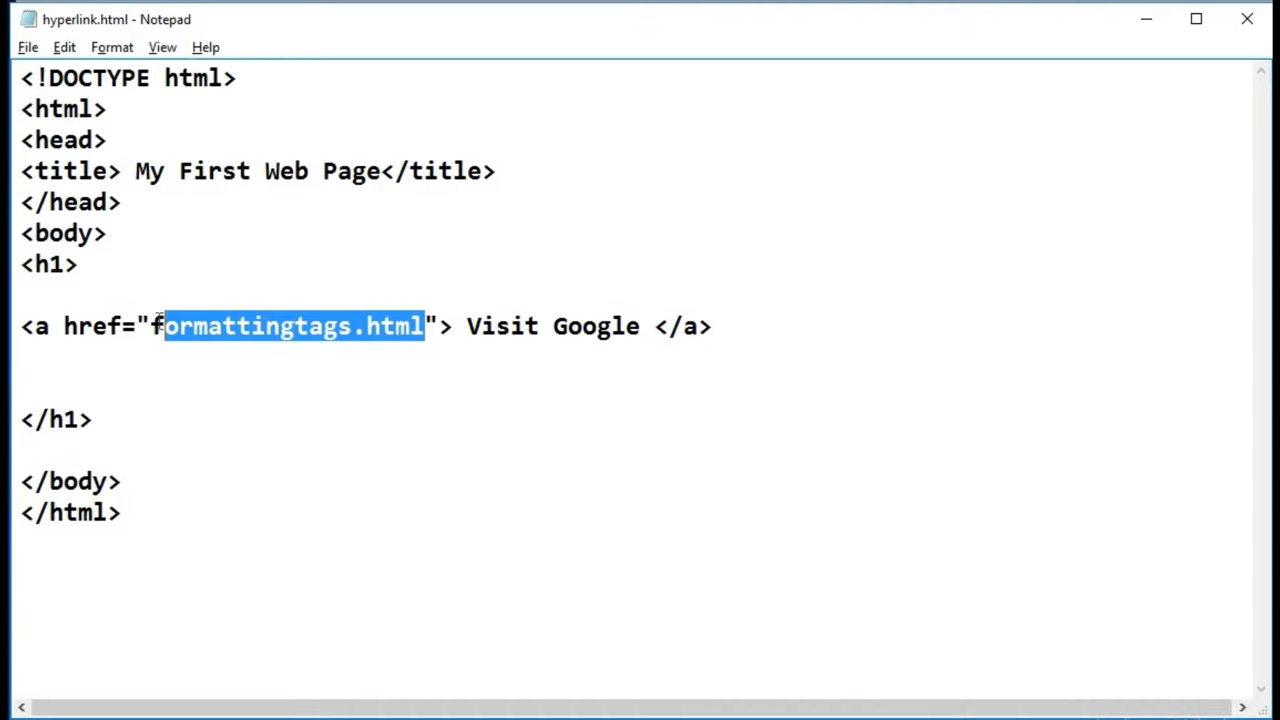 hyperlink.html - Notepad
File Edit Format View Help
<!DOCTYPE html>
<html>
<head>
<title> My First Web Page</title>
</head>
<body>
<h1>
<a href="formattingtags.html"> Visit Google </a>
</h1>
</body>
</html>